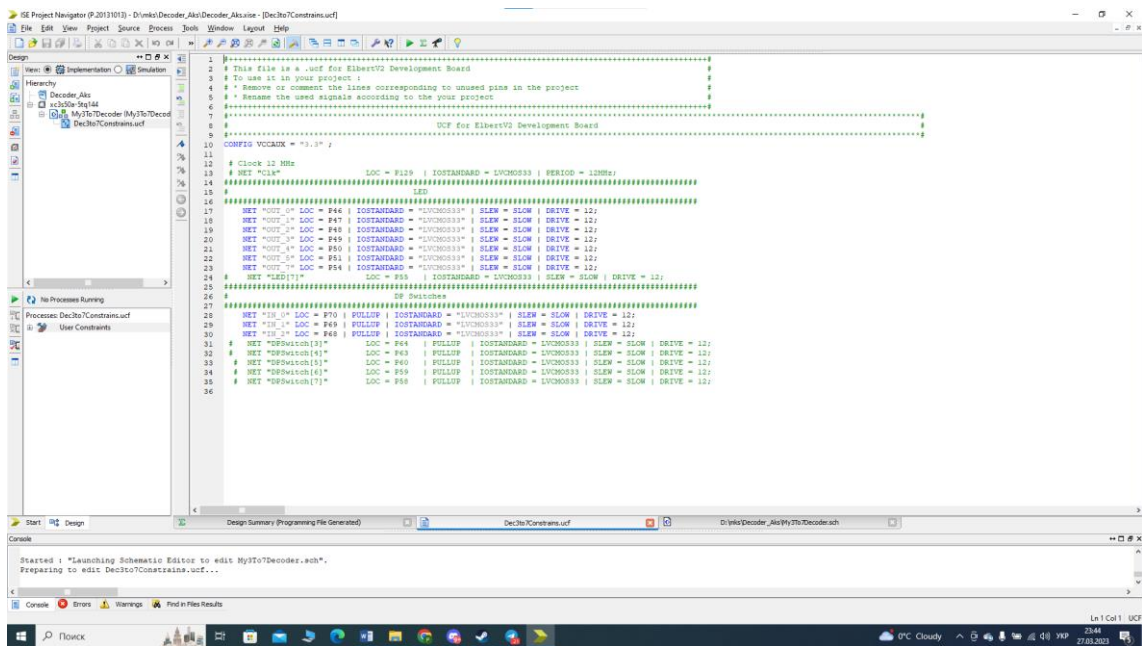 ISE Project Navigator (P.20131013) - D:\mks\Decoder_Aks\Decoder_Aks.xise - [Dec3to7Constrains.ucf]
File Edit View Project Source Process Tools Window Layout Help
Design
View: Implementation Simulation
Hierarchy
Decoder_Aks
xc3s50a-5tq144
My3To7Decoder (My3To7Decod
Dec3to7Constrains.ucf
No Processes Running
Processes: Dec3to7Constrains.ucf
User Constraints
Start Design
1
2 # This file is a .ucf for ElbertV2 Development Board #
3 # To use it in your project : #
4 # * Remove or comment the lines corresponding to unused pins in the project #
5 # * Rename the used signals according to the your project #
6
7
8 # UCF for ElbertV2 Development Board #
9
10 CONFIG VCCAUX = "3.3" ;
11
12 # Clock 12 MHz
13 # NET "Clk" LOC = P129 | IOSTANDARD = LVCMOS33 | PERIOD = 12MHz;
14
15 # LED
16
17 NET "OUT_0" LOC = P46 | IOSTANDARD = "LVCMOS33" | SLEW = SLOW | DRIVE = 12;
18 NET "OUT_1" LOC = P47 | IOSTANDARD = "LVCMOS33" | SLEW = SLOW | DRIVE = 12;
19 NET "OUT_2" LOC = P48 | IOSTANDARD = "LVCMOS33" | SLEW = SLOW | DRIVE = 12;
20 NET "OUT_3" LOC = P49 | IOSTANDARD = "LVCMOS33" | SLEW = SLOW | DRIVE = 12;
21 NET "OUT_4" LOC = P50 | IOSTANDARD = "LVCMOS33" | SLEW = SLOW | DRIVE = 12;
22 NET "OUT_5" LOC = P51 | IOSTANDARD = "LVCMOS33" | SLEW = SLOW | DRIVE = 12;
23 NET "OUT_7" LOC = P54 | IOSTANDARD = "LVCMOS33" | SLEW = SLOW | DRIVE = 12;
24 # NET "LED[7]" LOC = P55 | IOSTANDARD = LVCMOS33 | SLEW = SLOW | DRIVE = 12;
25
26 # DP Switches
27
28 NET "IN_0" LOC = P70 | PULLUP | IOSTANDARD = "LVCMOS33" | SLEW = SLOW | DRIVE = 12;
29 NET "IN_1" LOC = P69 | PULLUP | IOSTANDARD = "LVCMOS33" | SLEW = SLOW | DRIVE = 12;
30 NET "IN_2" LOC = P68 | PULLUP | IOSTANDARD = "LVCMOS33" | SLEW = SLOW | DRIVE = 12;
31 # NET "DPSwitch[3]" LOC = P64 | PULLUP | IOSTANDARD = LVCMOS33 | SLEW = SLOW | DRIVE = 12;
32 # NET "DPSwitch[4]" LOC = P63 | PULLUP | IOSTANDARD = LVCMOS33 | SLEW = SLOW | DRIVE = 12;
33 # NET "DPSwitch[5]" LOC = P60 | PULLUP | IOSTANDARD = LVCMOS33 | SLEW = SLOW | DRIVE = 12;
34 # NET "DPSwitch[6]" LOC = P59 | PULLUP | IOSTANDARD = LVCMOS33 | SLEW = SLOW | DRIVE = 12;
35 # NET "DPSwitch[7]" LOC = P58 | PULLUP | IOSTANDARD = LVCMOS33 | SLEW = SLOW | DRIVE = 12;
36
Design Summary (Programming File Generated) Dec3to7Constrains.ucf D:\mks\Decoder_Aks\My3To7Decoder.sch
Console
Started : "Launching Schematic Editor to edit My3To7Decoder.sch".
Preparing to edit Dec3to7Constrains.ucf...
Console Errors Warnings Find in Files Results
Ln 1 Col 1 UCF
Поиск 0°C Cloudy УКР 23:44
27.03.2023